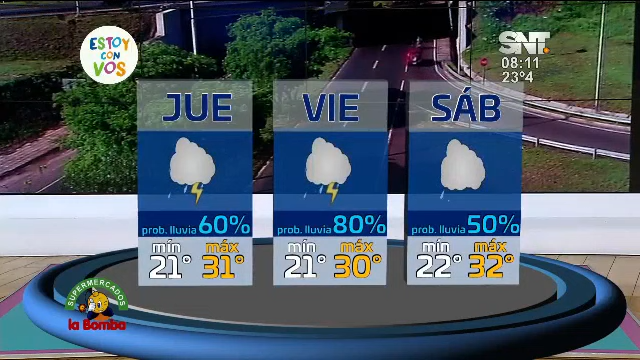 ESTOY
CON
VOS
SNT
08:11
23°4
JUE
VIE
SÁB
prob. lluvia 60%
prob. lluvia 80%
prob. lluvia 50%
mín máx
21° 31°
mín máx
21° 30°
mín máx
22° 32°
SUPERMERCADOS
la Bomba